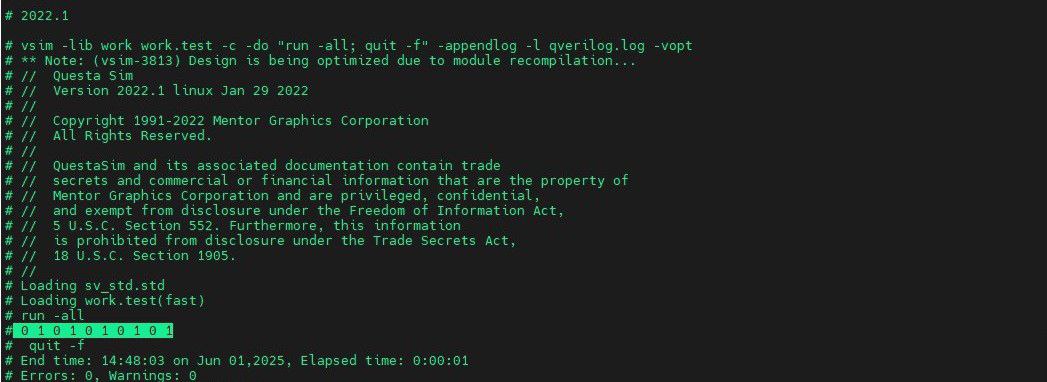 # 2022.1
# vsim -lib work work.test -c -do "run -all; quit -f" -appendlog -l qverilog.log -vopt
# ** Note: (vsim-3813) Design is being optimized due to module recompilation...
# //  Questa Sim
# //  Version 2022.1 linux Jan 29 2022
# //
# //  Copyright 1991-2022 Mentor Graphics Corporation
# //  All Rights Reserved.
# //
# //  QuestaSim and its associated documentation contain trade
# //  secrets and commercial or financial information that are the property of
# //  Mentor Graphics Corporation and are privileged, confidential,
# //  and exempt from disclosure under the Freedom of Information Act,
# //  5 U.S.C. Section 552. Furthermore, this information
# //  is prohibited from disclosure under the Trade Secrets Act,
# //  18 U.S.C. Section 1905.
# //
# Loading sv_std.std
# Loading work.test(fast)
# run -all
# 0 1 0 1 0 1 0 1 0 1
#  quit -f
# End time: 14:48:03 on Jun 01,2025, Elapsed time: 0:00:01
# Errors: 0, Warnings: 0